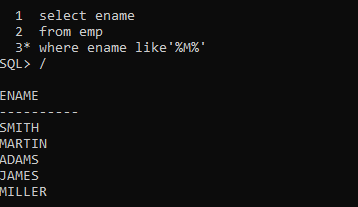 1 select ename
2 from emp
3* where ename like'%M%'
SQL> /
ENAME
----------
SMITH
MARTIN
ADAMS
JAMES
MILLER